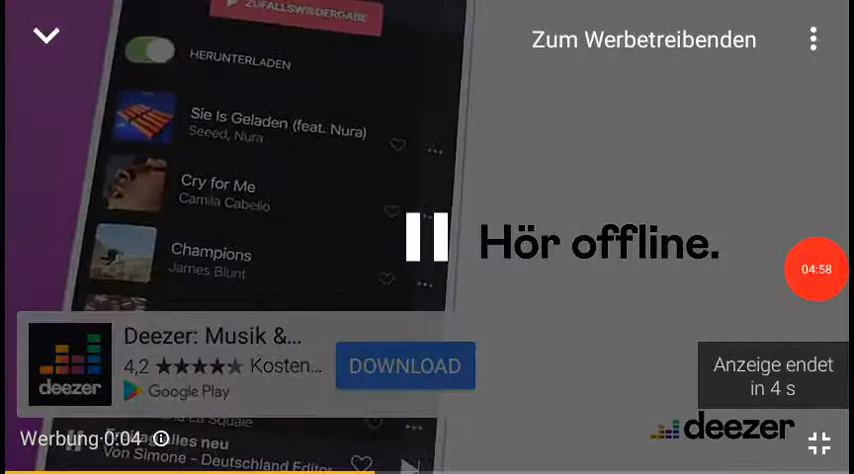 ZUFALLSWIEDERGABE
Zum Werbetreibenden
HERUNTERLADEN
Sie Is Geladen (feat. Nura)
Seeed, Nura
Cry for Me
Camila Cabello
Champions
James Blunt
Hör offline.
04:58
Deezer: Musik &...
4,2 ★★★★★ Kosten...
Google Play
deezer
DOWNLOAD
Anzeige endet
in 4 s
deezer
Werbung·0:04
alles neu
Von Simone - Deutschland Editor